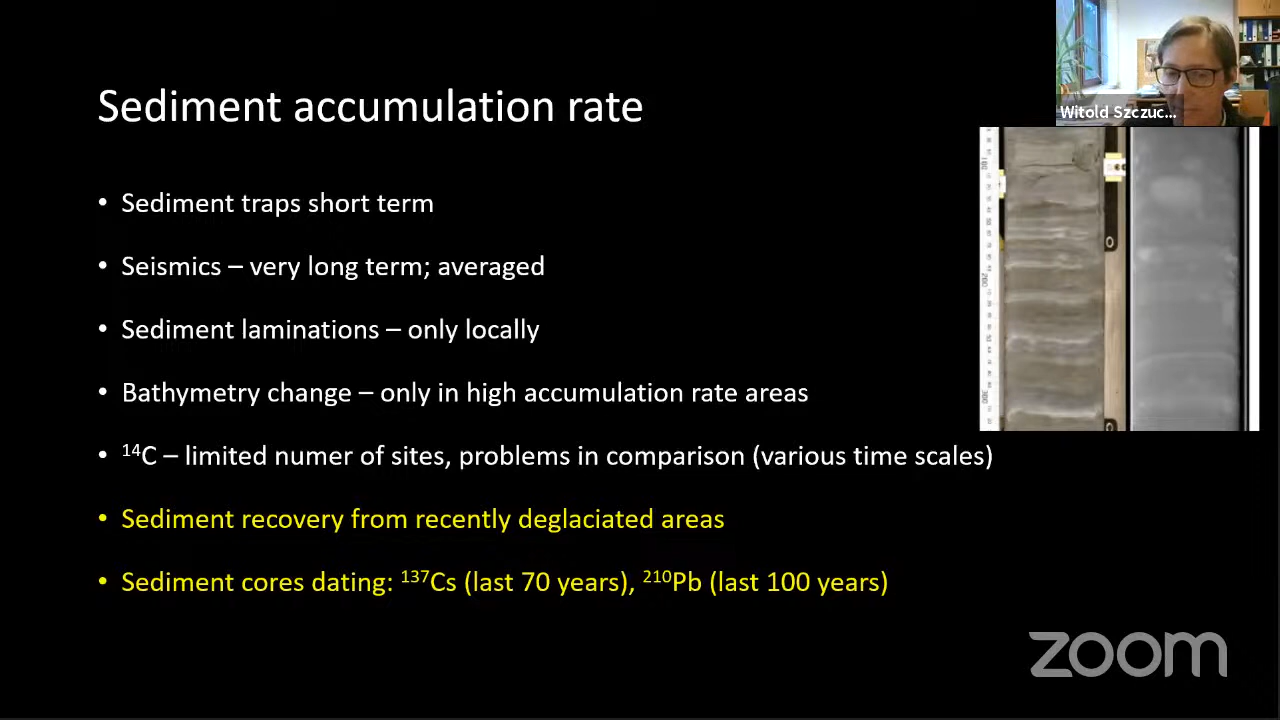 Sediment accumulation rate
Witold Szczuc...
• Sediment traps short term
• Seismics – very long term; averaged
• Sediment laminations – only locally
• Bathymetry change – only in high accumulation rate areas
• ¹⁴C – limited numer of sites, problems in comparison (various time scales)
• Sediment recovery from recently deglaciated areas
• Sediment cores dating: ¹³⁷Cs (last 70 years), ²¹⁰Pb (last 100 years)
zoom